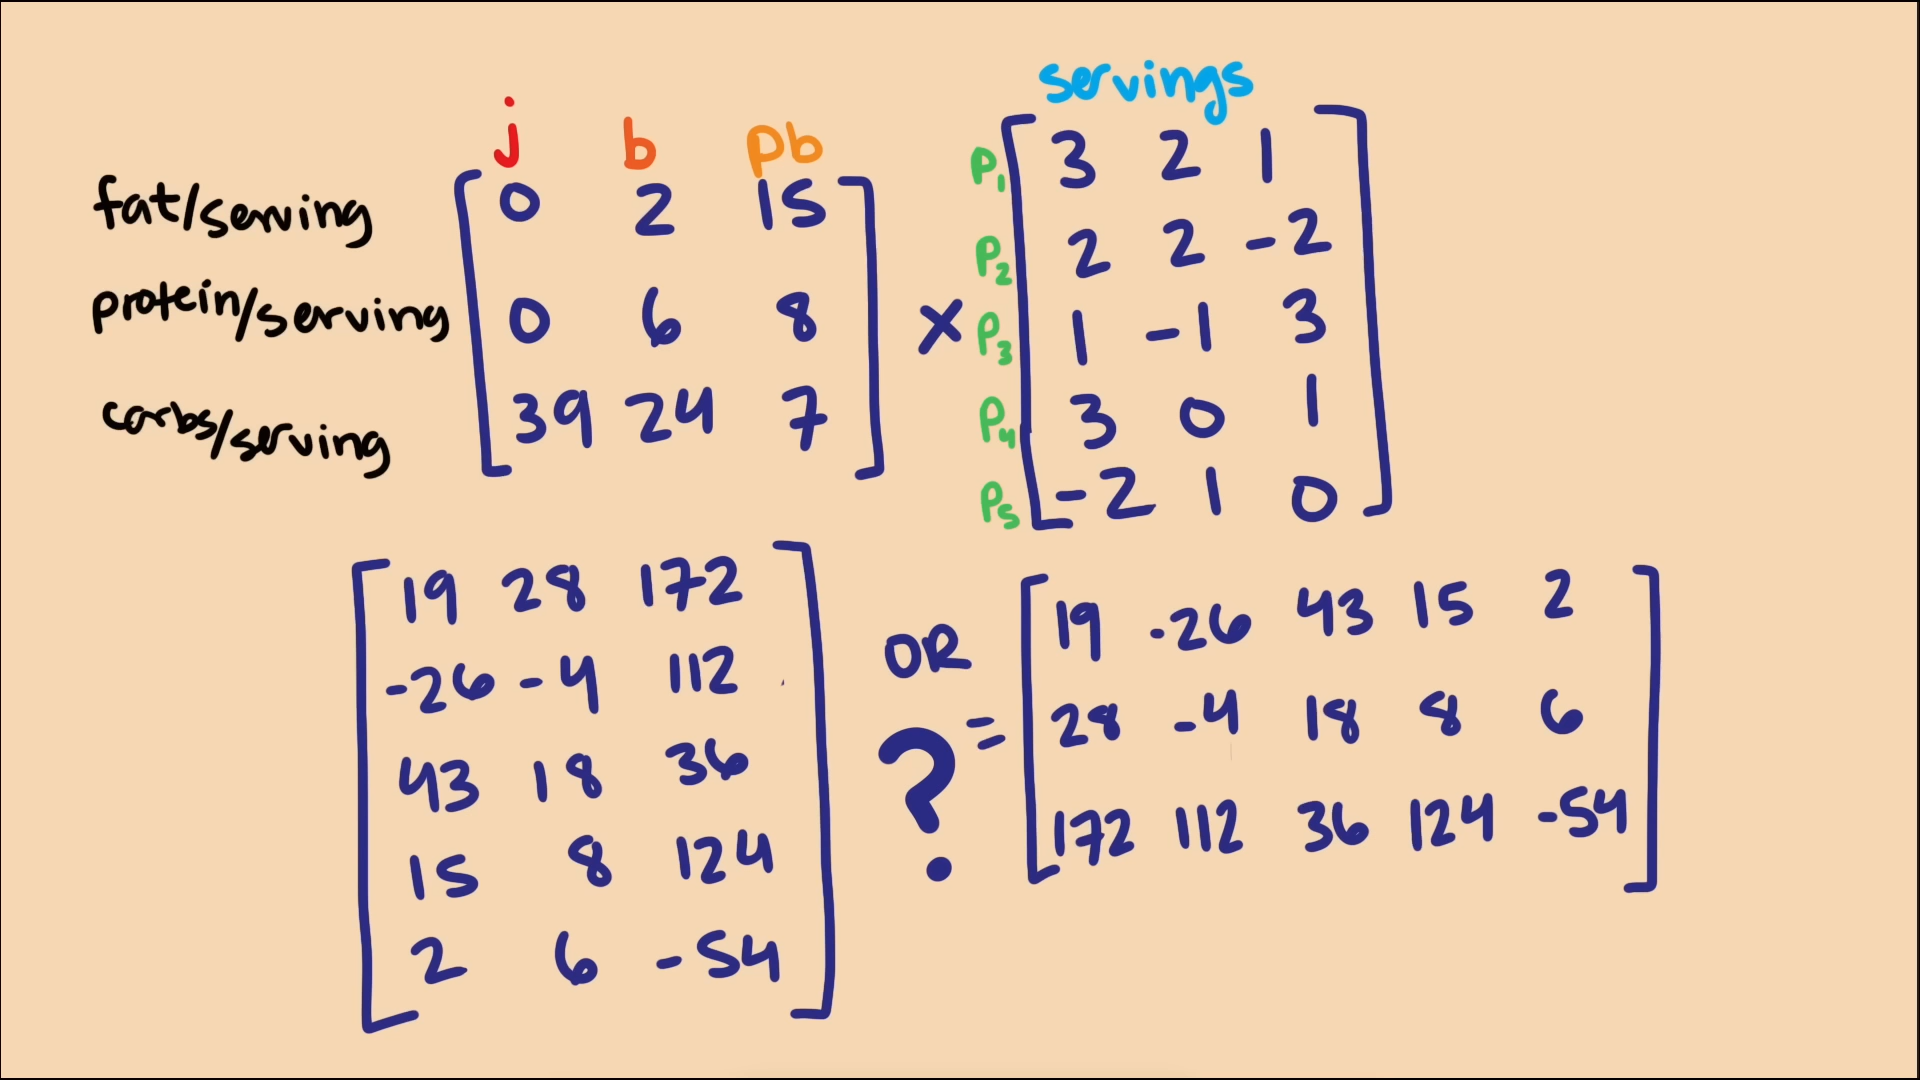 servings
j b pb
fat/serving 0 2 15
protein/serving 0 6 8
carbs/serving 39 24 7
×
P1 3 2 1
P2 2 2 -2
P3 1 -1 3
P4 3 0 1
P5 -2 1 0
19 28 172
-26 -4 112
43 18 36
15 8 124
2 6 -54
OR
?
=
19 -26 43 15 2
28 -4 18 8 6
172 112 36 124 -54